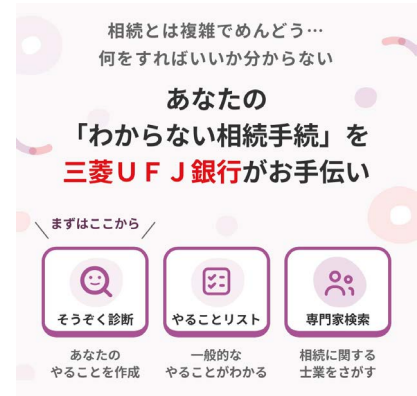 相続とは複雑でめんどう…
何をすればいいか分からない
あなたの
「わからない相続手続」を
三菱ＵＦＪ銀行がお手伝い
まずはここから
そうぞく診断
やることリスト
専門家検索
あなたの
やることを作成
一般的な
やることがわかる
相続に関する
士業をさがす